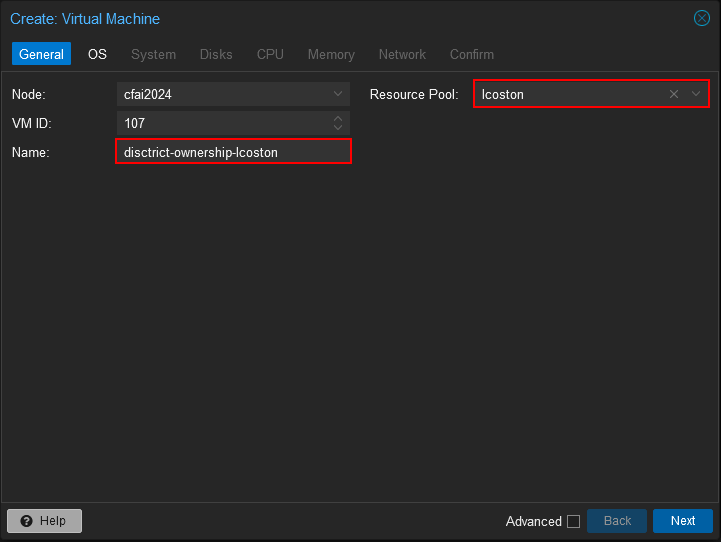 Create: Virtual Machine
General OS System Disks CPU Memory Network Confirm
Node: cfai2024 Resource Pool: lcoston
VM ID: 107
Name: disctrict-ownership-lcoston
Help Advanced Back Next